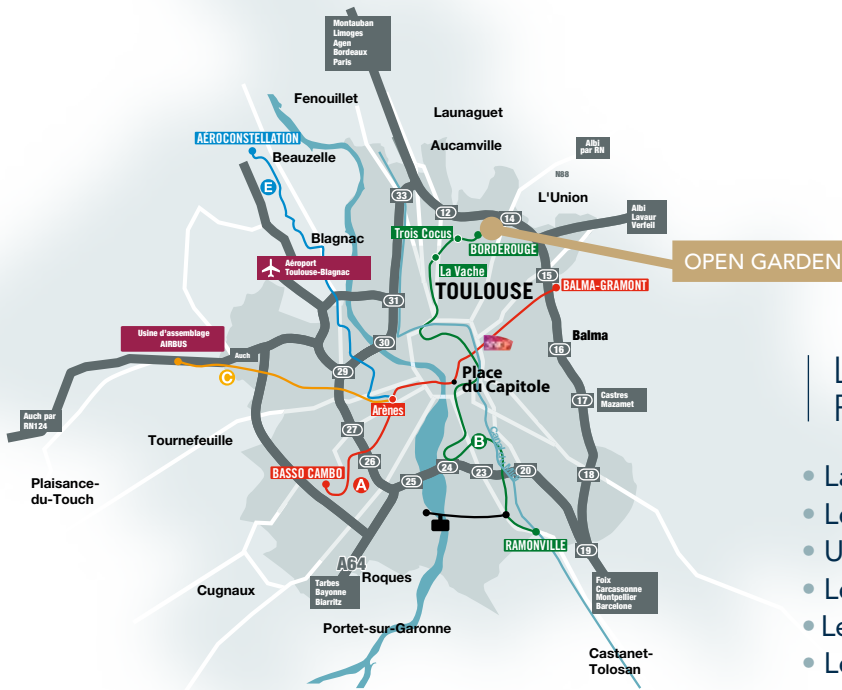 Montauban
Limoges
Agen
Bordeaux
Paris
Fenouillet
Launaguet
AÉROCONSTELLATION
Beauzelle
Aucamville
Albi
par RN
N88
E
L'Union
33
12
14
Albi
Lavaur
Verfeil
Blagnac
Trois Cocus
BORDEROUGE
Aéroport
Toulouse-Blagnac
La Vache
OPEN GARDEN
15
TOULOUSE
BALMA-GRAMONT
31
Usine d'assemblage
AIRBUS
Balma
30
16
Auch
29
Place
du Capitole
C
Arènes
17
Castres
Mazamet
Auch par
RN124
27
Tournefeuille
B
26
BASSO CAMBO
A
25
24
23
20
18
Plaisance-
du-Touch
RAMONVILLE
19
A64
Roques
Tarbes
Bayonne
Biarritz
Foix
Carcassonne
Montpellier
Barcelone
Cugnaux
Portet-sur-Garonne
Castanet-
Tolosan